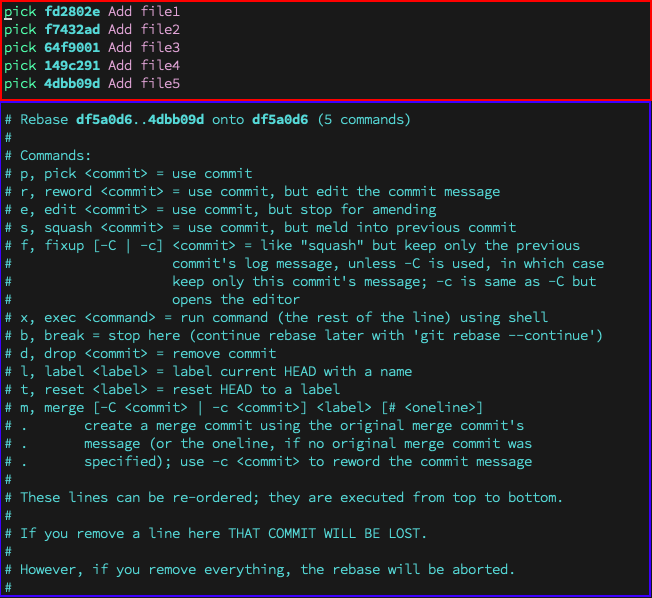 pick fd2802e Add file1
pick f7432ad Add file2
pick 64f9001 Add file3
pick 149c291 Add file4
pick 4dbb09d Add file5
# Rebase df5a0d6..4dbb09d onto df5a0d6 (5 commands)
#
# Commands:
# p, pick <commit> = use commit
# r, reword <commit> = use commit, but edit the commit message
# e, edit <commit> = use commit, but stop for amending
# s, squash <commit> = use commit, but meld into previous commit
# f, fixup [-C | -c] <commit> = like "squash" but keep only the previous
#                    commit's log message, unless -C is used, in which case
#                    keep only this commit's message; -c is same as -C but
#                    opens the editor
# x, exec <command> = run command (the rest of the line) using shell
# b, break = stop here (continue rebase later with 'git rebase --continue')
# d, drop <commit> = remove commit
# l, label <label> = label current HEAD with a name
# t, reset <label> = reset HEAD to a label
# m, merge [-C <commit> | -c <commit>] <label> [# <oneline>]
# .       create a merge commit using the original merge commit's
# .       message (or the oneline, if no original merge commit was
# .       specified); use -c <commit> to reword the commit message
#
# These lines can be re-ordered; they are executed from top to bottom.
#
# If you remove a line here THAT COMMIT WILL BE LOST.
#
# However, if you remove everything, the rebase will be aborted.
#